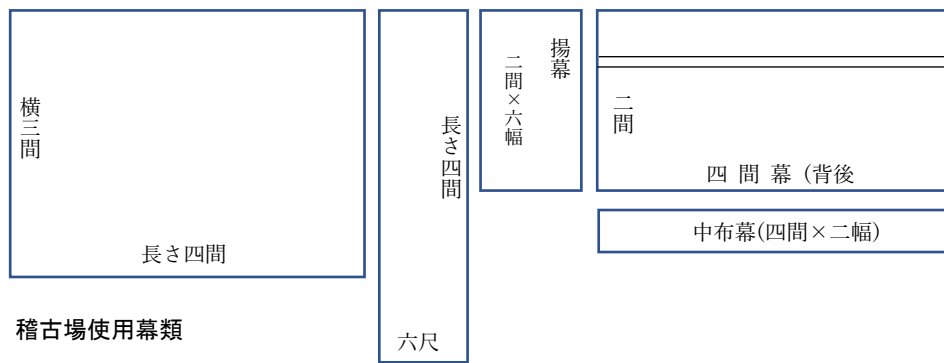 横三間
長さ四間
長さ四間
六尺
揚幕
二間×六幅
二間
四 間 幕 (背後
中布幕(四間×二幅)
稽古場使用幕類